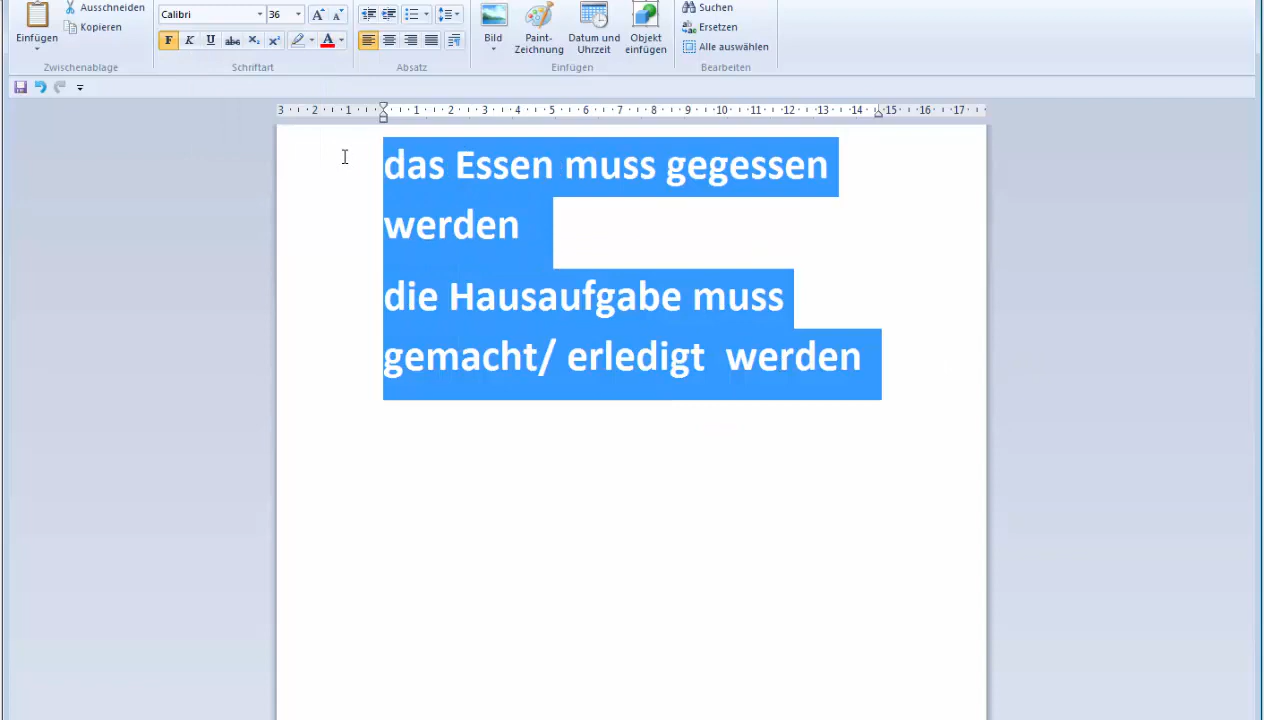 Ausschneiden
Kopieren
Einfügen
Zwischenablage
Calibri
36
F K U abc X₂ X² A
Schriftart
Absatz
Bild
Paint-
Zeichnung
Datum und
Uhrzeit
Objekt
einfügen
Einfügen
Suchen
Ersetzen
Alle auswählen
Bearbeiten
3 2 1 1 2 3 4 5 6 7 8 9 10 11 12 13 14 15 16 17
das Essen muss gegessen
werden
die Hausaufgabe muss
gemacht/ erledigt  werden